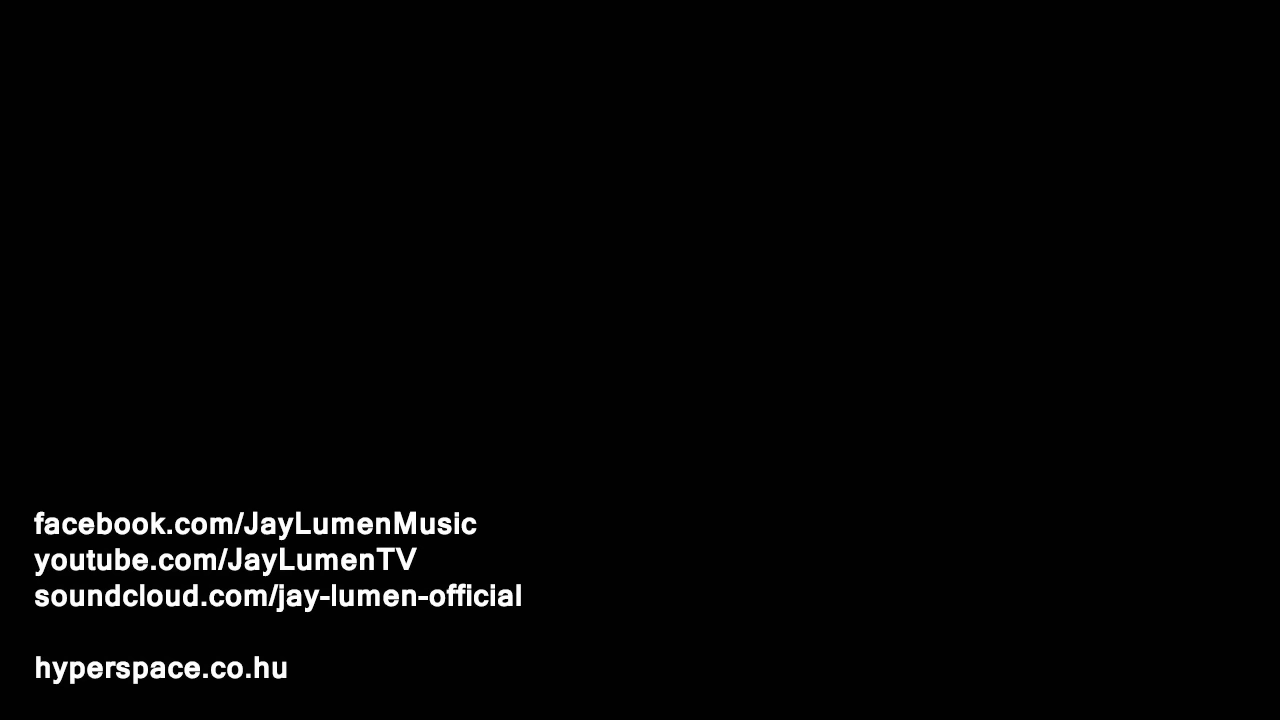 facebook.com/JayLumenMusic
youtube.com/JayLumenTV
soundcloud.com/jay-lumen-official
hyperspace.co.hu